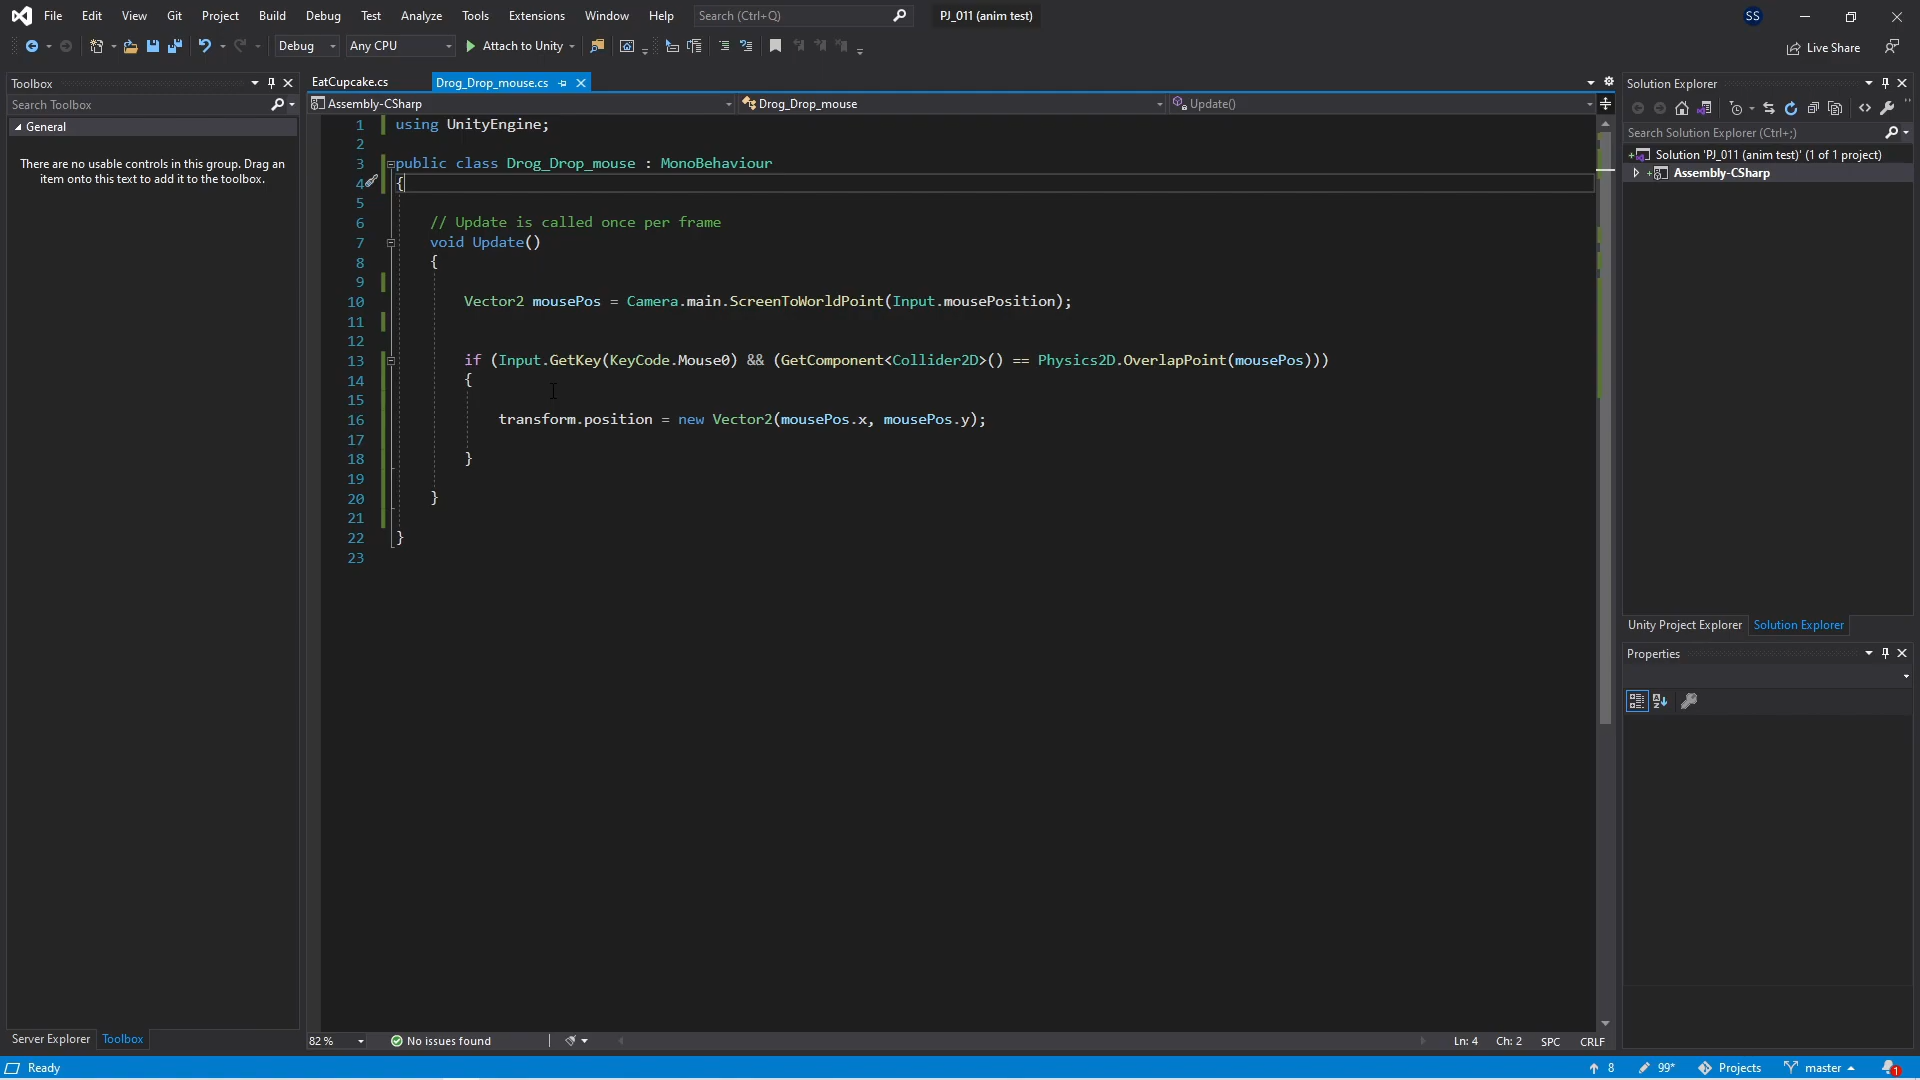 File Edit View Git Project Build Debug Test Analyze Tools Extensions Window Help Search (Ctrl+Q) PJ_011 (anim test) SS
Debug Any CPU Attach to Unity Live Share
Toolbox
Search Toolbox
General
There are no usable controls in this group. Drag an
item onto this text to add it to the toolbox.
Server Explorer Toolbox
EatCupcake.cs Drog_Drop_mouse.cs
Assembly-CSharp Drog_Drop_mouse Update()
1 using UnityEngine;
2
3 public class Drog_Drop_mouse : MonoBehaviour
4 {
5
6 // Update is called once per frame
7 void Update()
8 {
9
10 Vector2 mousePos = Camera.main.ScreenToWorldPoint(Input.mousePosition);
11
12
13 if (Input.GetKey(KeyCode.Mouse0) && (GetComponent<Collider2D>() == Physics2D.OverlapPoint(mousePos)))
14 {
15
16 transform.position = new Vector2(mousePos.x, mousePos.y);
17
18 }
19
20 }
21
22 }
23
82 % No issues found Ln: 4 Ch: 2 SPC CRLF
Solution Explorer
Search Solution Explorer (Ctrl+;)
Solution 'PJ_011 (anim test)' (1 of 1 project)
Assembly-CSharp
Unity Project Explorer Solution Explorer
Properties
Ready 8 99* Projects master 1